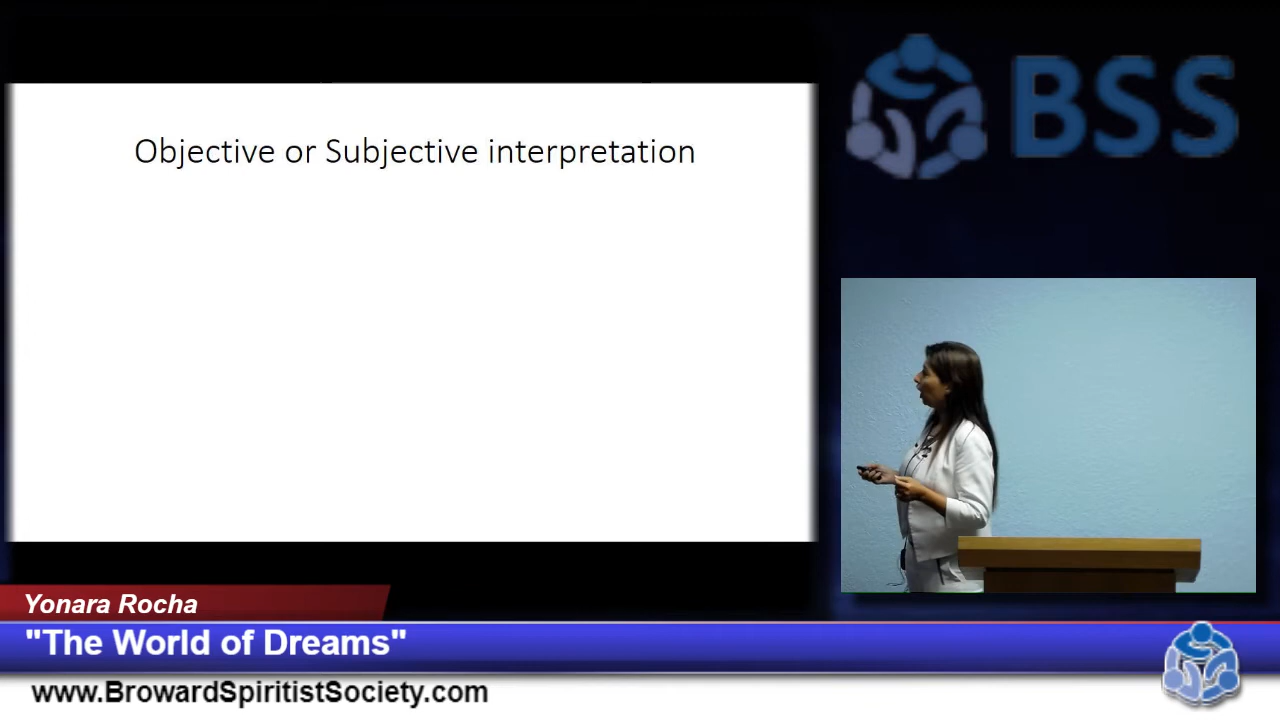 Objective or Subjective interpretation
BSS
Yonara Rocha
"The World of Dreams"
www.BrowardSpiritistSociety.com